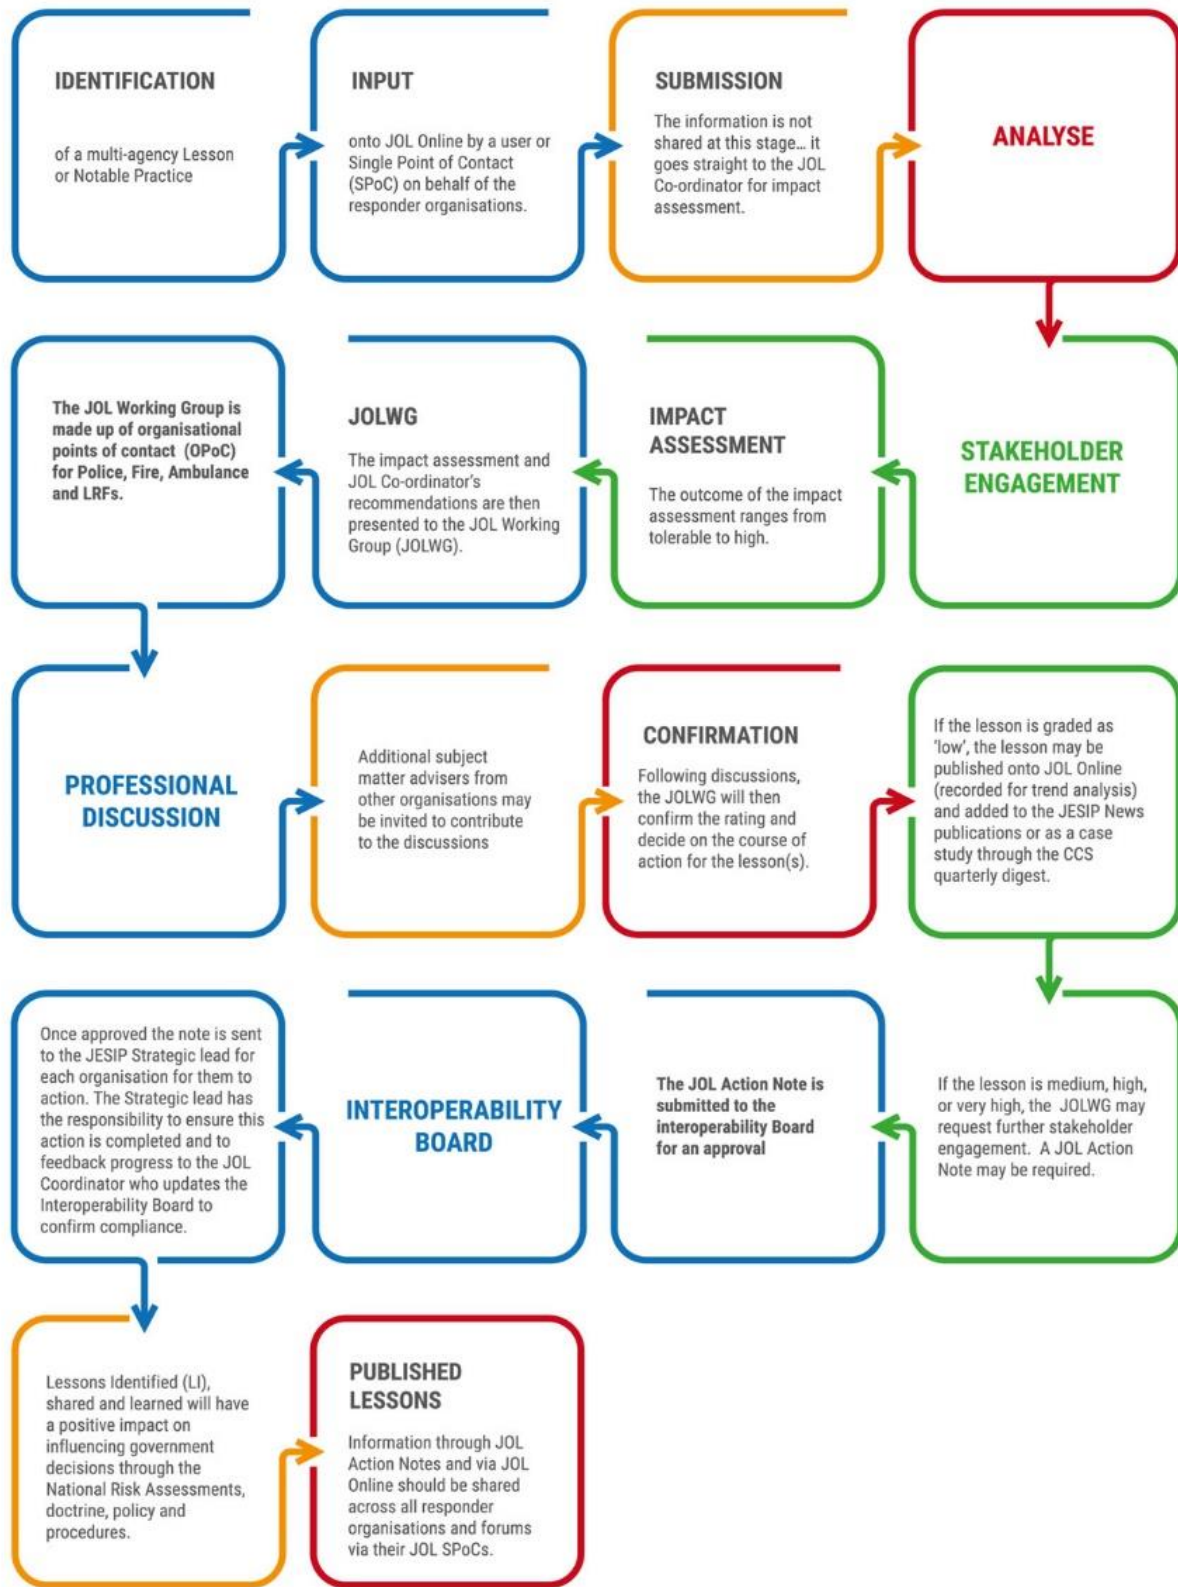 IDENTIFICATION
of a multi-agency Lesson
or Notable Practice
INPUT
onto JOL Online by a user or
Single Point of Contact
(SPoC) on behalf of the
responder organisations.
SUBMISSION
The information is not
shared at this stage... it
goes straight to the JOL
Co-ordinator for impact
assessment.
ANALYSE
STAKEHOLDER
ENGAGEMENT
IMPACT
ASSESSMENT
The outcome of the impact
assessment ranges from
tolerable to high.
JOLWG
The impact assessment and
JOL Co-ordinator's
recommendations are then
presented to the JOL Working
Group (JOLWG).
The JOL Working Group is
made up of organisational
points of contact (OPoC)
for Police, Fire, Ambulance
and LRFs.
PROFESSIONAL
DISCUSSION
Additional subject
matter advisers from
other organisations may
be invited to contribute
to the discussions
CONFIRMATION
Following discussions,
the JOLWG will then
confirm the rating and
decide on the course of
action for the lesson(s).
If the lesson is graded as
'low', the lesson may be
published onto JOL Online
(recorded for trend analysis)
and added to the JESIP News
publications or as a case
study through the CCS
quarterly digest.
If the lesson is medium, high,
or very high, the JOLWG may
request further stakeholder
engagement. A JOL Action
Note may be required.
The JOL Action Note is
submitted to the
interoperability Board
for an approval
INTEROPERABILITY
BOARD
Once approved the note is sent
to the JESIP Strategic lead for
each organisation for them to
action. The Strategic lead has
the responsibility to ensure this
action is completed and to
feedback progress to the JOL
Coordinator who updates the
Interoperability Board to
confirm compliance.
Lessons Identified (LI),
shared and learned will have
a positive impact on
influencing government
decisions through the
National Risk Assessments,
doctrine, policy and
procedures.
PUBLISHED
LESSONS
Information through JOL
Action Notes and via JOL
Online should be shared
across all responder
organisations and forums
via their JOL SPoCs.